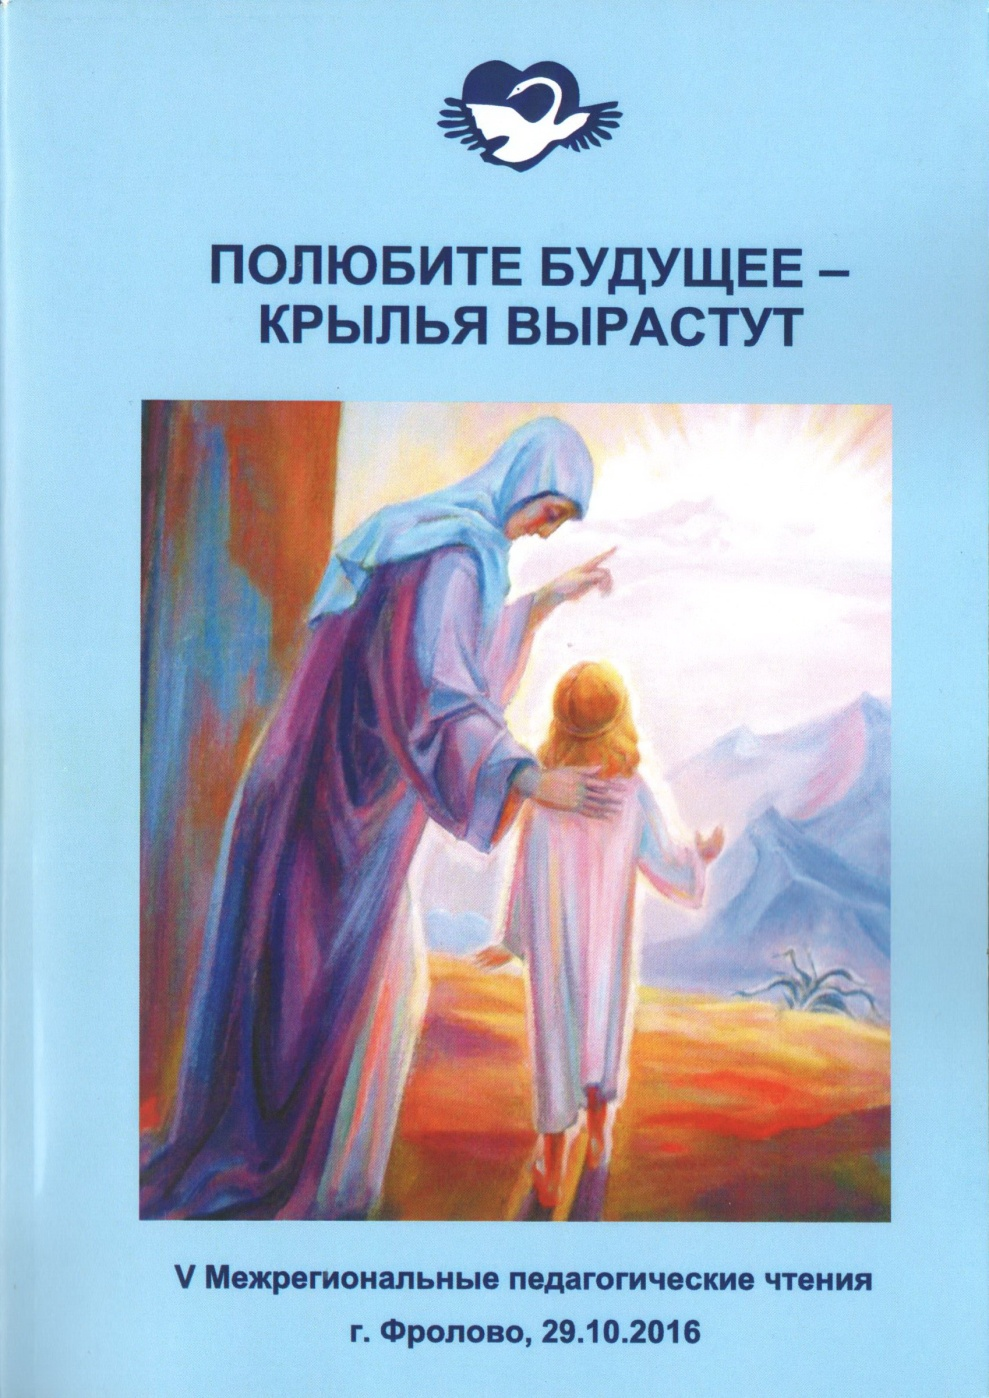 ПОЛЮБИТЕ БУДУЩЕЕ –
КРЫЛЬЯ ВЫРАСТУТ
V Межрегиональные педагогические чтения
г. Фролово, 29.10.2016